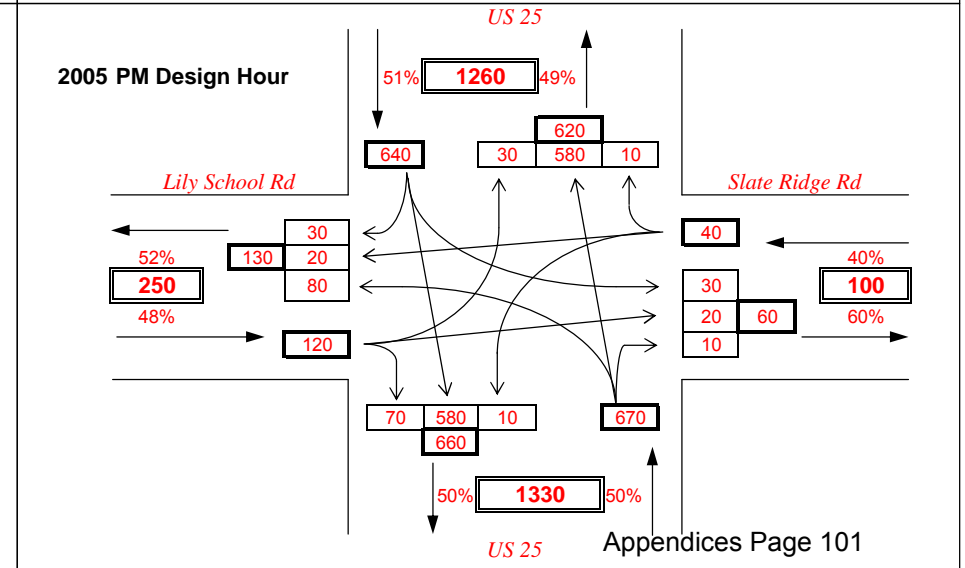 US 25
2005 PM Design Hour
51% 1260 49%
620
640 30 580 10
Lily School Rd Slate Ridge Rd
30 40
52% 130 20 40%
250 80 30 100
48% 20 60 60%
120 10
70 580 10 670
660
50% 1330 50%
US 25 Appendices Page 101